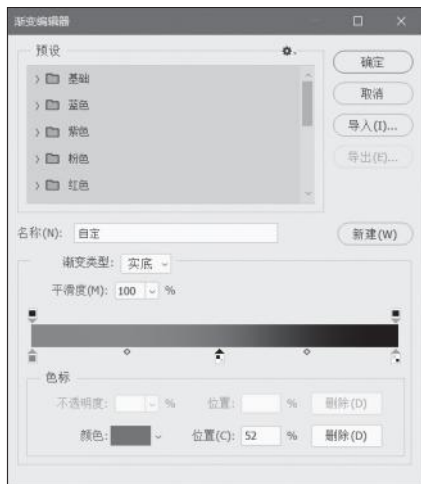 渐变编辑器
预设
基础
蓝色
紫色
粉色
红色
确定
取消
导入(I)...
导出(E)...
名称(N): 自定
新建(W)
渐变类型: 实底
平滑度(M): 100 %
色标
不透明度: % 位置: % 删除(D)
颜色: 位置(C): 52 % 删除(D)